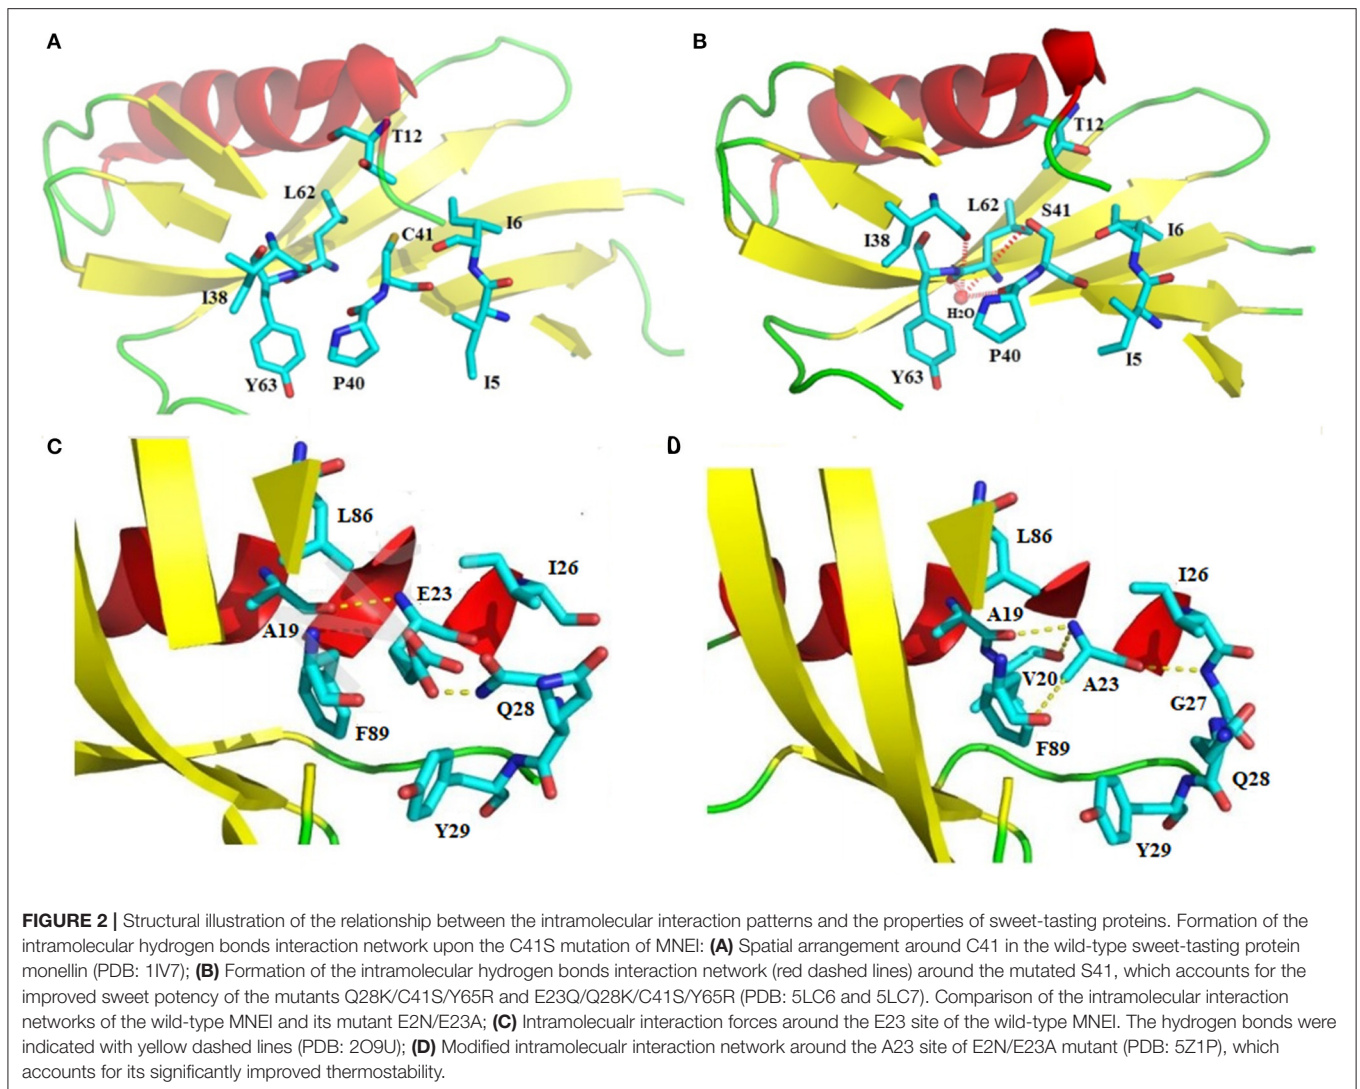 A
B
T12
T12
L62
L62
S41
C41
I6
I6
I38
I38
H2O
Y63
P40
I5
Y63
P40
I5
C
D
L86
L86
I26
I26
E23
A19
A19
V20
A23
Q28
G27
F89
F89
Q28
Y29
Y29
FIGURE 2 | Structural illustration of the relationship between the intramolecular interaction patterns and the properties of sweet-tasting proteins. Formation of the
intramolecular hydrogen bonds interaction network upon the C41S mutation of MNEI: (A) Spatial arrangement around C41 in the wild-type sweet-tasting protein
monellin (PDB: 1IV7); (B) Formation of the intramolecular hydrogen bonds interaction network (red dashed lines) around the mutated S41, which accounts for the
improved sweet potency of the mutants Q28K/C41S/Y65R and E23Q/Q28K/C41S/Y65R (PDB: 5LC6 and 5LC7). Comparison of the intramolecular interaction
networks of the wild-type MNEI and its mutant E2N/E23A; (C) Intramolecualr interaction forces around the E23 site of the wild-type MNEI. The hydrogen bonds were
indicated with yellow dashed lines (PDB: 2O9U); (D) Modified intramolecualr interaction network around the A23 site of E2N/E23A mutant (PDB: 5Z1P), which
accounts for its significantly improved thermostability.